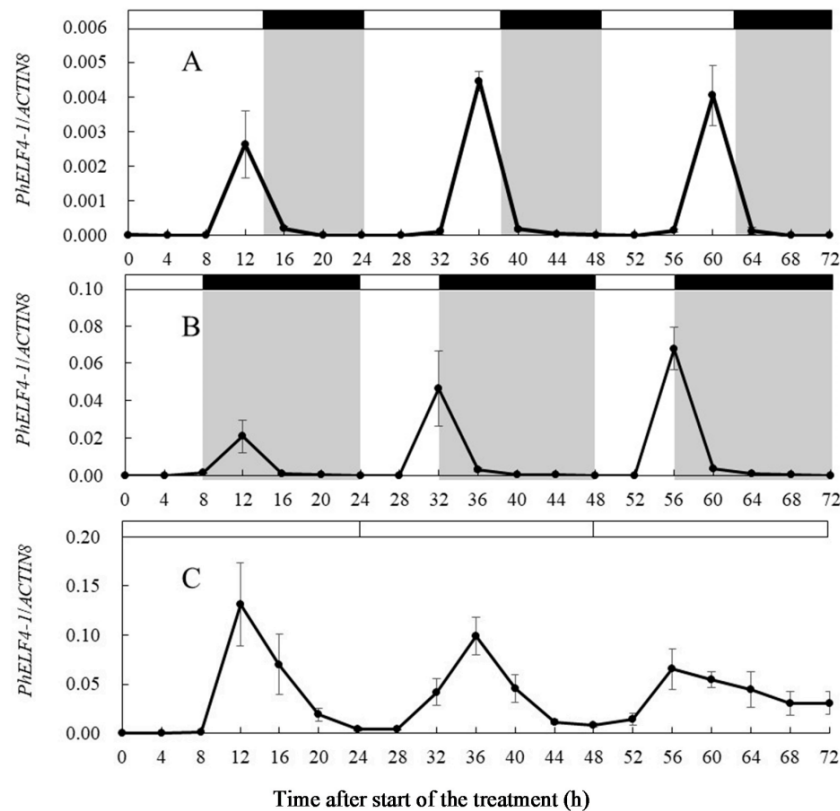 0.006
0.005
0.004
0.003
0.002
0.001
0.000
PhELF4-1/ACTIN8
A
0 4 8 12 16 20 24 28 32 36 40 44 48 52 56 60 64 68 72
0.10
0.08
0.06
0.04
0.02
0.00
PhELF4-1/ACTIN8
B
0 4 8 12 16 20 24 28 32 36 40 44 48 52 56 60 64 68 72
0.20
0.15
0.10
0.05
0.00
PhELF4-1/ACTIN8
C
0 4 8 12 16 20 24 28 32 36 40 44 48 52 56 60 64 68 72
Time after start of the treatment (h)